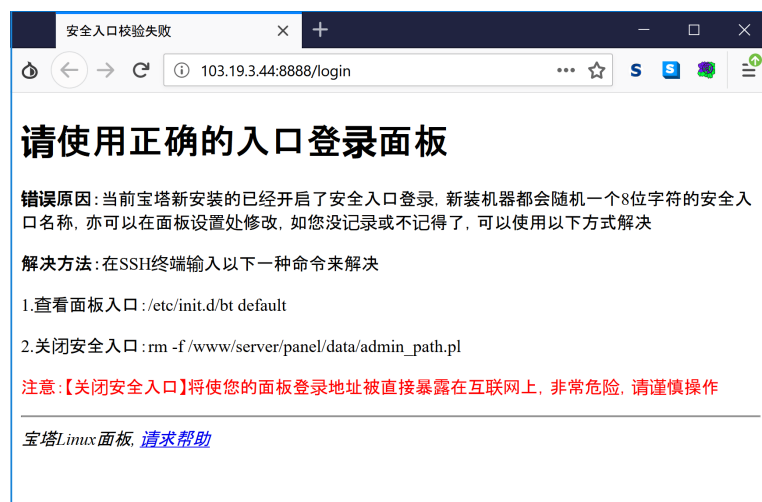 安全入口校验失败
103.19.3.44:8888/login
请使用正确的入口登录面板
错误原因:当前宝塔新安装的已经开启了安全入口登录, 新装机器都会随机一个8位字符的安全入
口名称, 亦可以在面板设置处修改, 如您没记录或不记得了, 可以使用以下方式解决
解决方法:在SSH终端输入以下一种命令来解决
1.查看面板入口:/etc/init.d/bt default
2.关闭安全入口:rm -f /www/server/panel/data/admin_path.pl
注意:【关闭安全入口】将使您的面板登录地址被直接暴露在互联网上, 非常危险, 请谨慎操作
宝塔Linux面板, 请求帮助